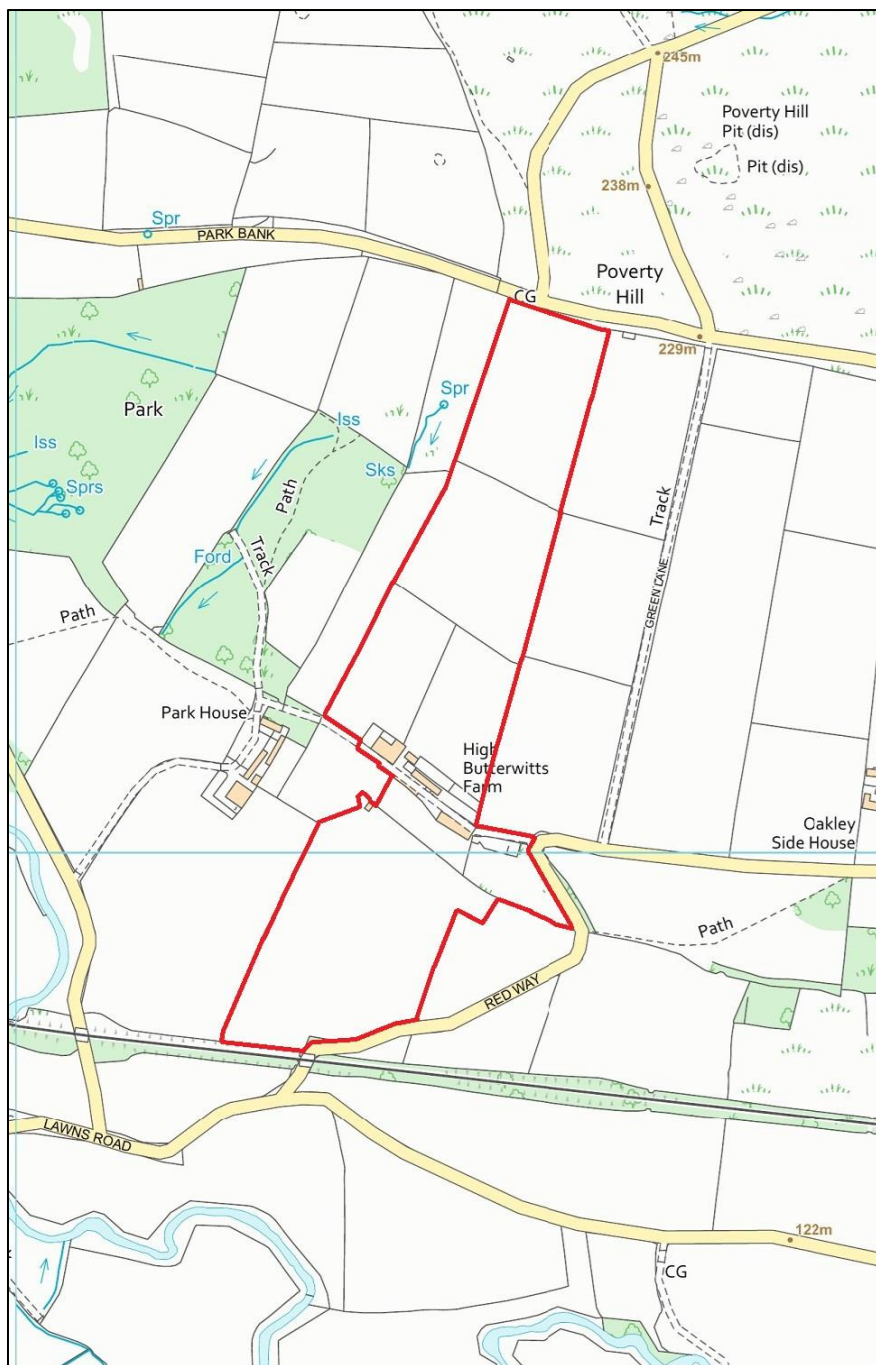 245m
Poverty Hill
Pit (dis)
Pit (dis)
238m
Spr
PARK BANK
Poverty
Hill
CG
229m
Spr
Park
Iss
Iss
Sks
Sprs
Path
Track
Ford
Track
GREEN LANE
Path
Park House
High
Butterwitts
Farm
Oakley
Side House
Path
RED WAY
LAWNS ROAD
122m
CG